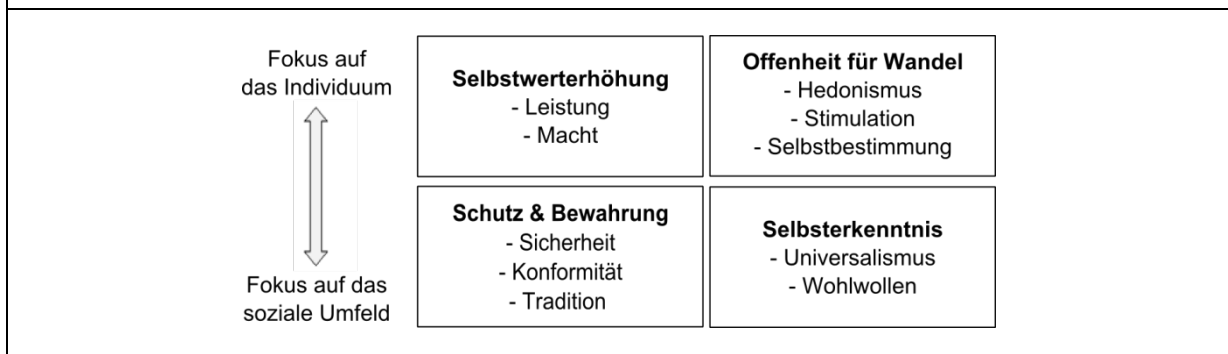 Fokus auf
das Individuum
Fokus auf das
soziale Umfeld
Selbstwerterhöhung
- Leistung
- Macht
Offenheit für Wandel
- Hedonismus
- Stimulation
- Selbstbestimmung
Schutz & Bewahrung
- Sicherheit
- Konformität
- Tradition
Selbsterkenntnis
- Universalismus
- Wohlwollen